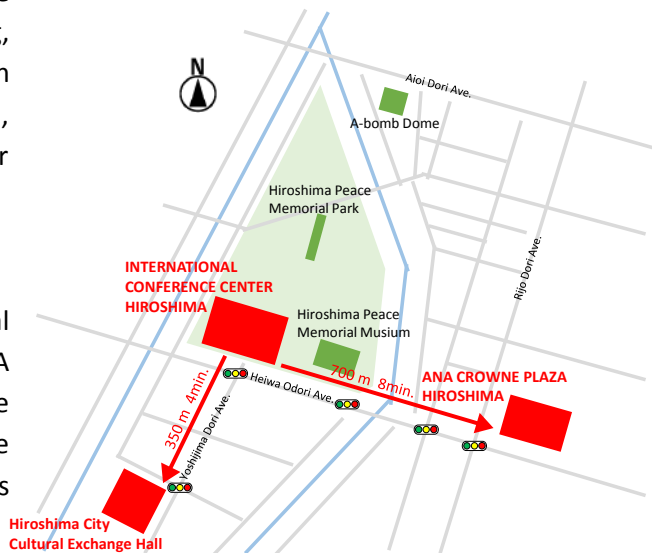 N
Aioi Dori Ave.
A-bomb Dome
Hiroshima Peace
Memorial Park
Rijo Dori Ave.
INTERNATIONAL
CONFERENCE CENTER
HIROSHIMA
Hiroshima Peace
Memorial Musium
700 m 8min.
ANA CROWNE PLAZA
HIROSHIMA
Heiwa Odori Ave.
350 m 4min.
Yoshijima Dori Ave.
Hiroshima City
Cultural Exchange Hall